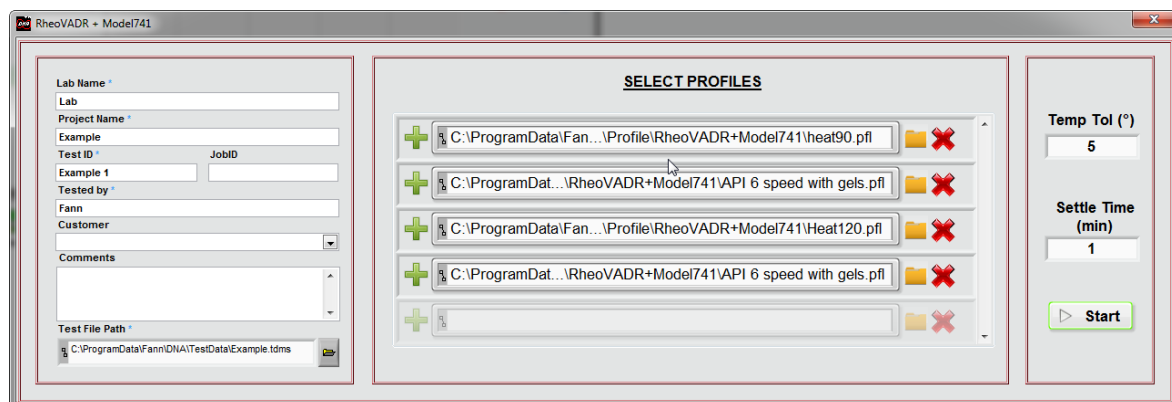 RheoVADR + Model741
Lab Name *
Lab
Project Name *
Example
Test ID * JobID
Example 1
Tested by *
Fann
Customer
Comments
Test File Path *
C:\ProgramData\Fann\DNA\TestData\Example.tdms
SELECT PROFILES
C:\ProgramData\Fan...\Profile\RheoVADR+Model741\heat90.pfl
C:\ProgramDat...\RheoVADR+Model741\API 6 speed with gels.pfl
C:\ProgramData\Fan...\Profile\RheoVADR+Model741\Heat120.pfl
C:\ProgramDat...\RheoVADR+Model741\API 6 speed with gels.pfl
Temp Tol (°)
5
Settle Time
(min)
1
Start